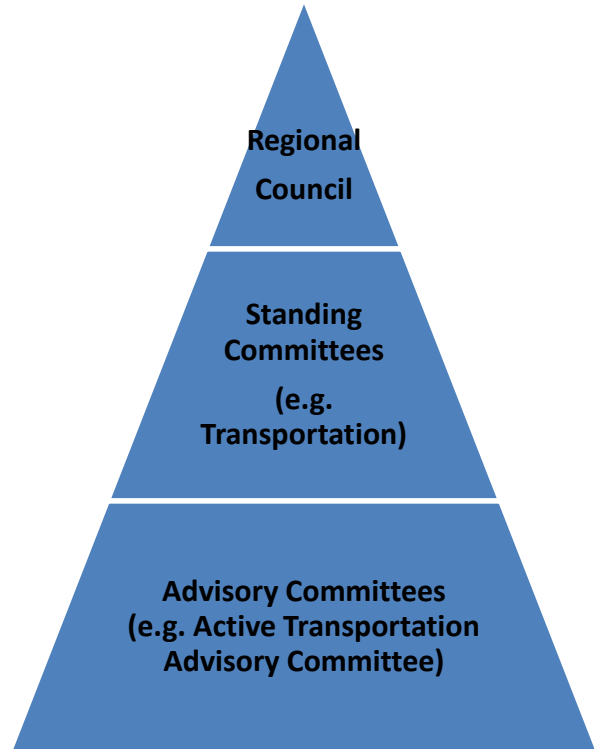 Regional
Council
Standing
Committees
(e.g.
Transportation)
Advisory Committees
(e.g. Active Transportation
Advisory Committee)